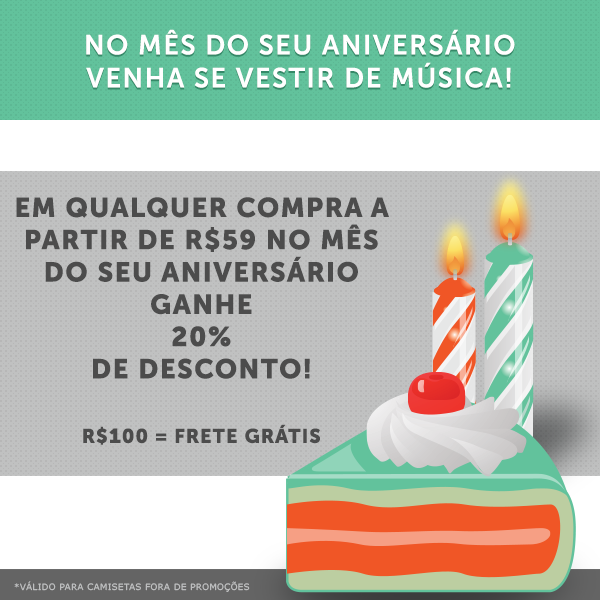 NO MÊS DO SEU ANIVERSÁRIO
VENHA SE VESTIR DE MÚSICA!
EM QUALQUER COMPRA A
PARTIR DE R$59 NO MÊS
DO SEU ANIVERSÁRIO
GANHE
20%
DE DESCONTO!
R$100 = FRETE GRÁTIS
*VÁLIDO PARA CAMISETAS FORA DE PROMOÇÕES